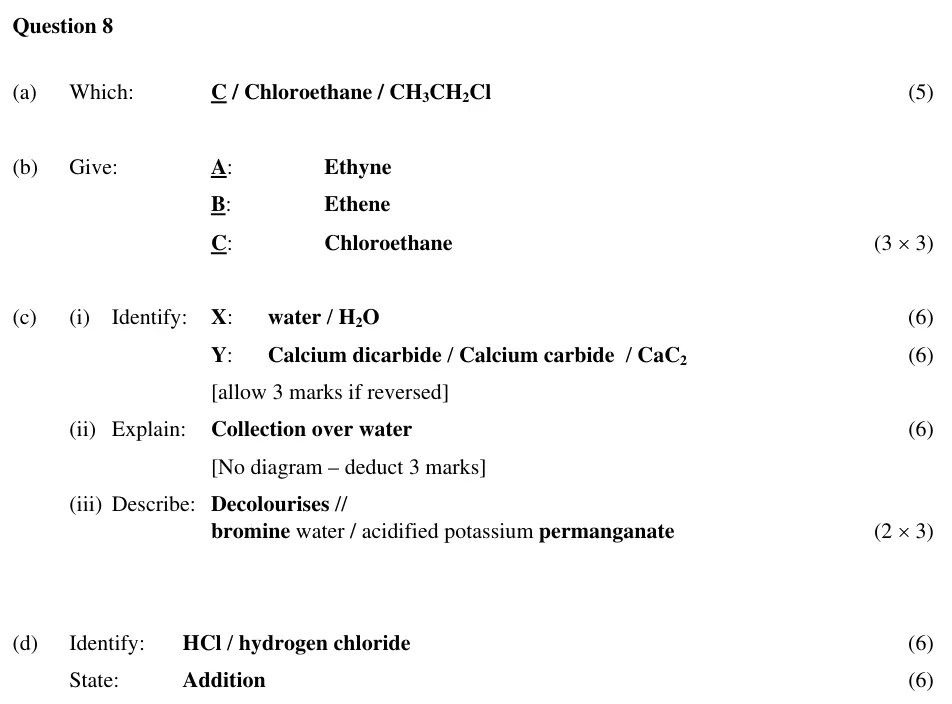 Question 8
(a) Which: C / Chloroethane / CH₃CH₂Cl (5)
(b) Give: A: Ethyne
B: Ethene
C: Chloroethane (3 × 3)
(c) (i) Identify: X: water / H₂O (6)
Y: Calcium dicarbide / Calcium carbide / CaC₂ (6)
[allow 3 marks if reversed]
(ii) Explain: Collection over water (6)
[No diagram – deduct 3 marks]
(iii) Describe: Decolourises //
bromine water / acidified potassium permanganate (2 × 3)
(d) Identify: HCl / hydrogen chloride (6)
State: Addition (6)